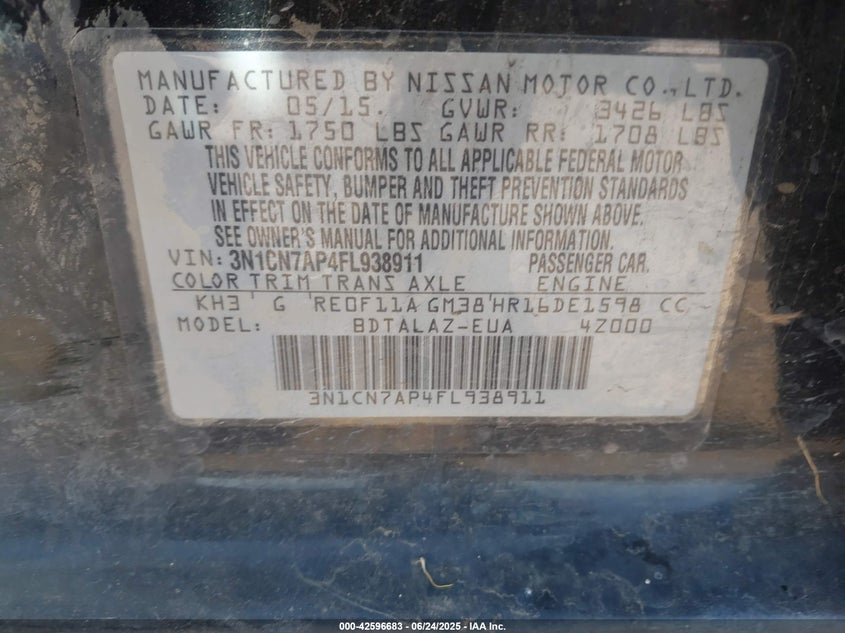 MANUFACTURED BY NISSAN MOTOR CO.,LTD.
DATE: 05/15. GVWR: 3426 LBS
GAWR FR: 1750 LBS GAWR RR: 1708 LBS
THIS VEHICLE CONFORMS TO ALL APPLICABLE FEDERAL MOTOR
VEHICLE SAFETY, BUMPER AND THEFT PREVENTION STANDARDS
IN EFFECT ON THE DATE OF MANUFACTURE SHOWN ABOVE.
SEE OWNER'S MANUAL FOR ADDITIONAL INFORMATION.
VIN: 3N1CN7AP4FL938911 PASSENGER CAR.
COLOR TRIM TRANS AXLE ENGINE
KH3 G RE0F11A GM38 HR16DE1598 CC
MODEL: BDTALAZ-EUA 4Z000
3N1CN7AP4FL938911
000-42596683 / 06/24/2025 - IAA Inc.